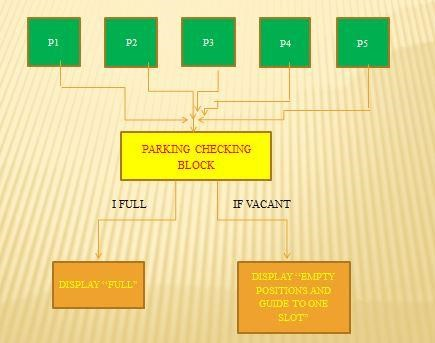 P1
P2
P3
P4
P5
PARKING CHECKING
BLOCK
I FULL
IF VACANT
DISPLAY "FULL"
DISPLAY "EMPTY
POSITIONS AND
GUIDE TO ONE
SLOT"